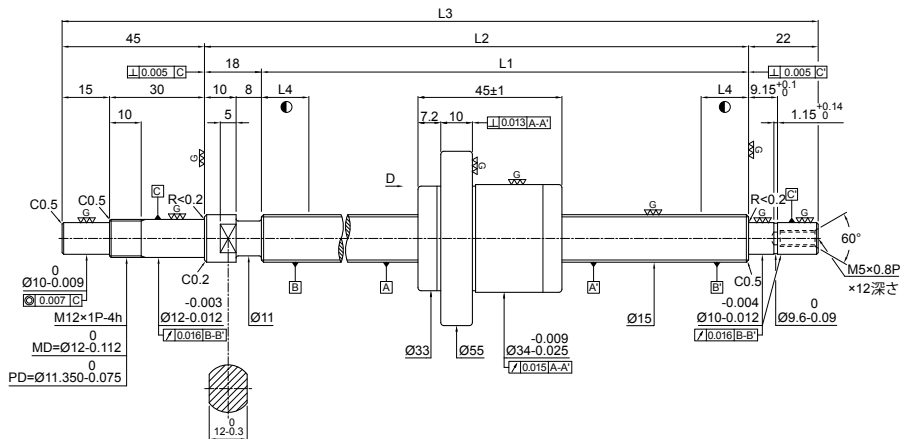 L3
45
L2
22
⊥ 0.005 C
18
L1
⊥ 0.005 C'
15
30
10
8
L4
45±1
L4
9.15 +0.1 0
10
5
7.2
10
⊥ 0.013 A-A'
1.15 +0.14 0
G
G
D
G
G
C0.5
C0.5
G
C
G
R<0.2
G
R<0.2
G
C'
G
60°
C0.2
B
A
A'
B'
C0.5
M5×0.8P
×12深さ
0
Ø10-0.009
◎ 0.007 C
M12×1P-4h
0
MD=Ø12-0.112
0
PD=Ø11.350-0.075
-0.003
Ø12-0.012
↗ 0.016 B-B'
Ø11
Ø33
Ø55
-0.009
Ø34-0.025
↗ 0.015 A-A'
Ø15
-0.004
Ø10-0.012
↗ 0.016 B-B'
0
Ø9.6-0.09
0
12-0.3